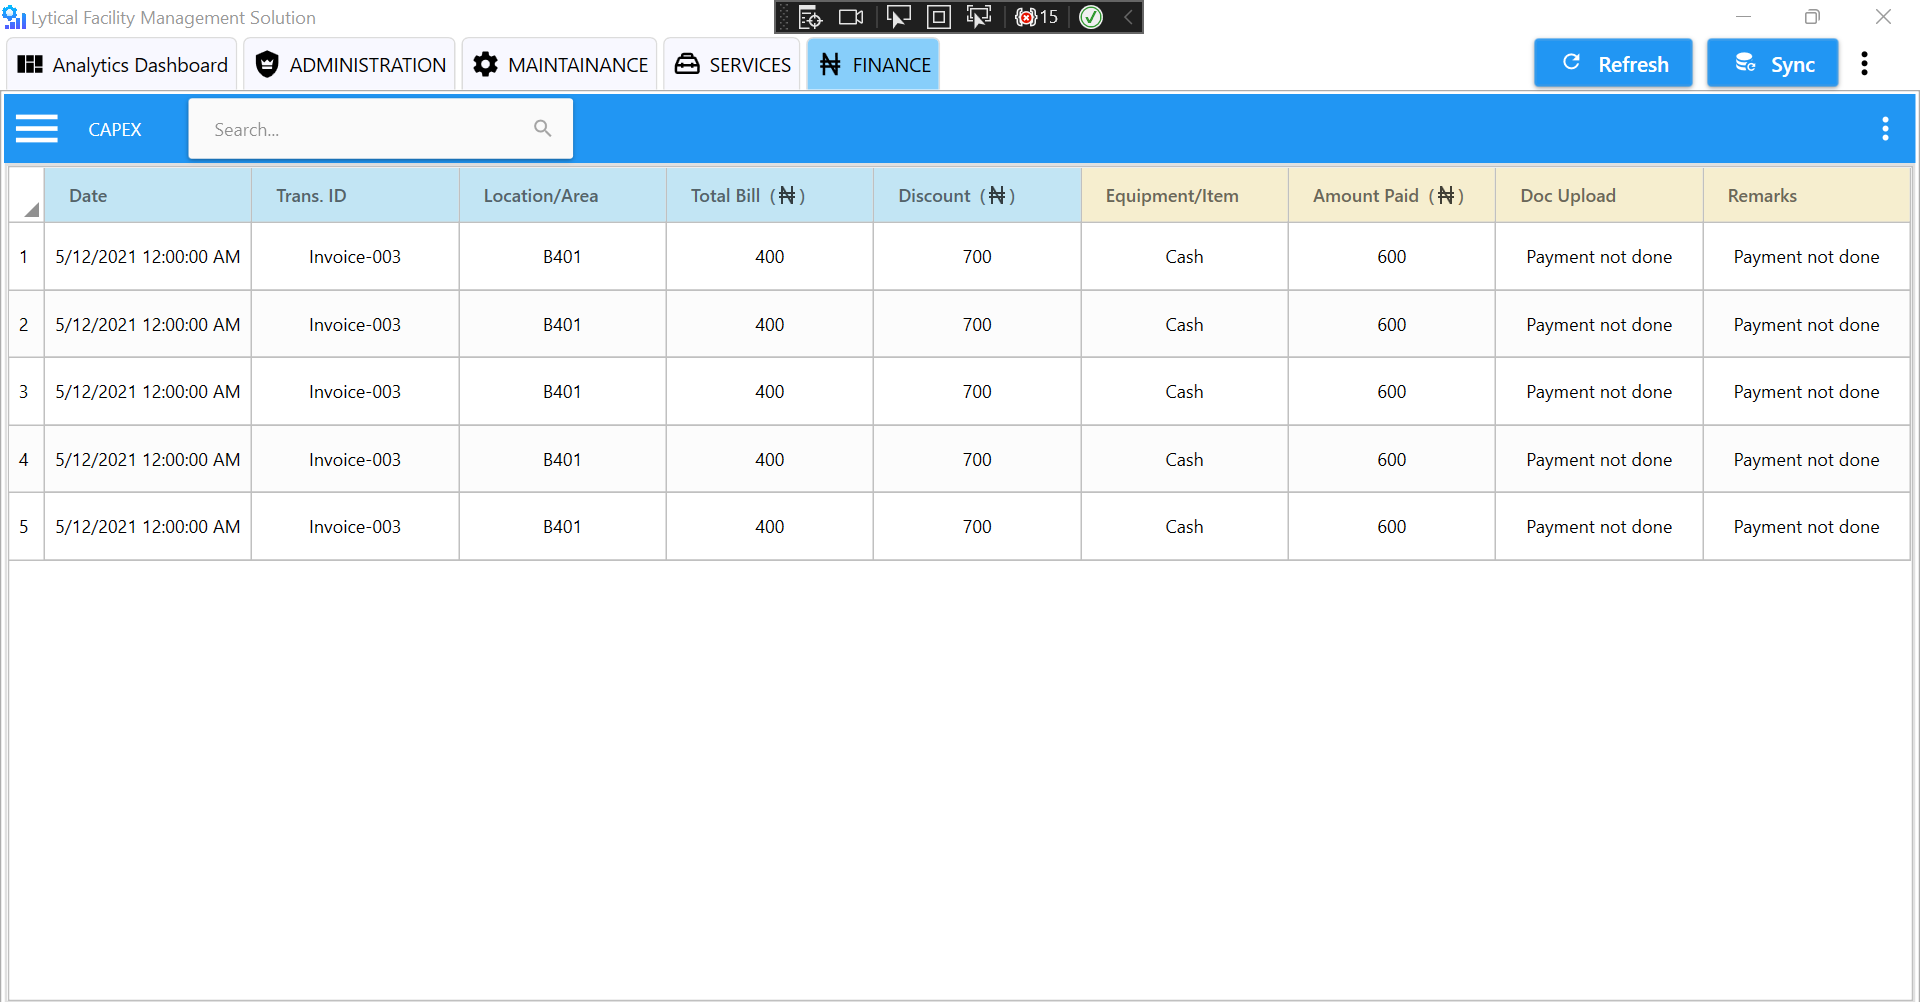 Lytical Facility Management Solution
15
Analytics Dashboard ADMINISTRATION MAINTAINANCE SERVICES ₦ FINANCE Refresh Sync
CAPEX Search...
Date Trans. ID Location/Area Total Bill (₦) Discount (₦) Equipment/Item Amount Paid (₦) Doc Upload Remarks
1 5/12/2021 12:00:00 AM Invoice-003 B401 400 700 Cash 600 Payment not done Payment not done
2 5/12/2021 12:00:00 AM Invoice-003 B401 400 700 Cash 600 Payment not done Payment not done
3 5/12/2021 12:00:00 AM Invoice-003 B401 400 700 Cash 600 Payment not done Payment not done
4 5/12/2021 12:00:00 AM Invoice-003 B401 400 700 Cash 600 Payment not done Payment not done
5 5/12/2021 12:00:00 AM Invoice-003 B401 400 700 Cash 600 Payment not done Payment not done